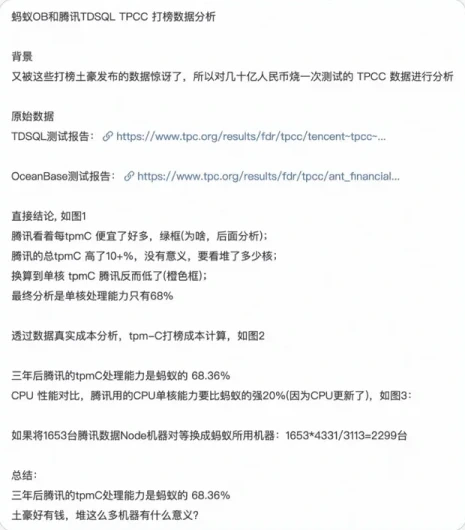 蚂蚁OB和腾讯TDSQL TPCC 打榜数据分析
背景
又被这些打榜土豪发布的数据惊讶了，所以对几十亿人民币烧一次测试的 TPCC 数据进行分析
原始数据
TDSQL测试报告： https://www.tpc.org/results/fdr/tpcc/tencent~tpcc~...
OceanBase测试报告： https://www.tpc.org/results/fdr/tpcc/ant_financial...
直接结论, 如图1
腾讯看着每tpmC 便宜了好多，绿框(为啥，后面分析)；
腾讯的总tpmC 高了10+%，没有意义，要看堆了多少核；
换算到单核 tpmC 腾讯反而低了(橙色框)；
最终分析是单核处理能力只有68%
透过数据真实成本分析，tpm-C打榜成本计算，如图2
三年后腾讯的tpmC处理能力是蚂蚁的 68.36%
CPU 性能对比，腾讯用的CPU单核能力要比蚂蚁的强20%(因为CPU更新了)，如图3：
如果将1653台腾讯数据Node机器对等换成蚂蚁所用机器：1653*4331/3113=2299台
总结：
三年后腾讯的tpmC处理能力是蚂蚁的 68.36%
土豪好有钱，堆这么多机器有什么意义？